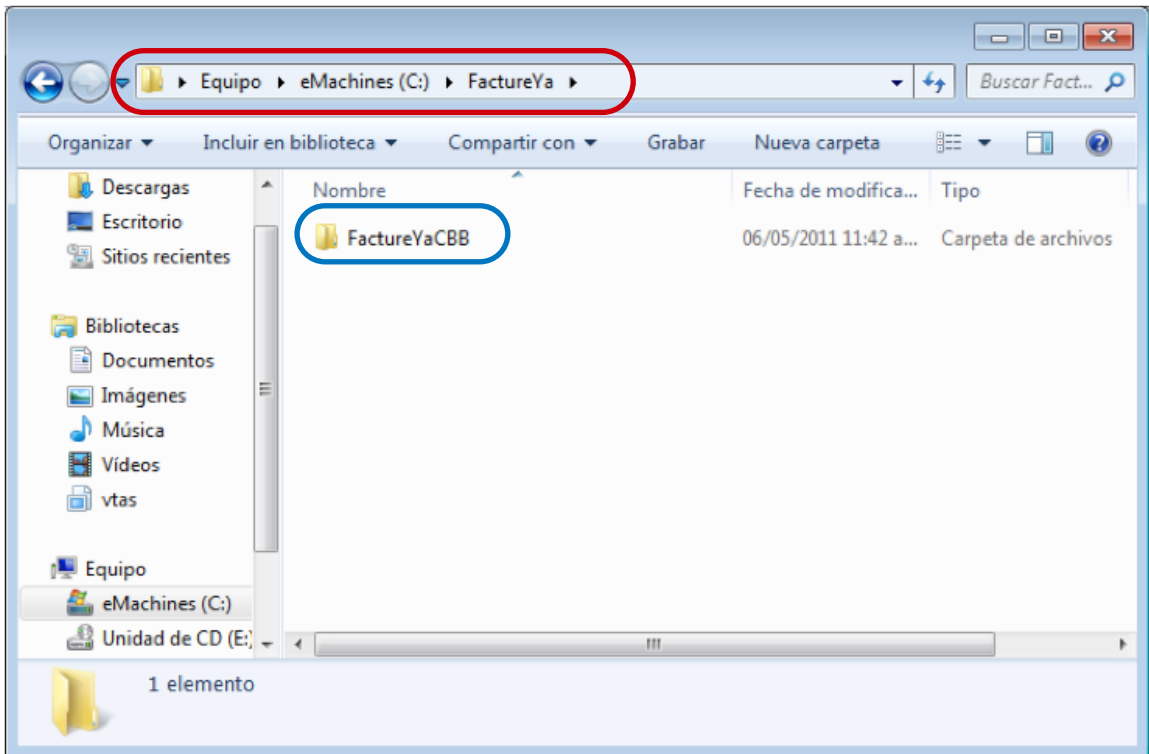 Equipo eMachines (C:) FactureYa Buscar Fact...
Organizar Incluir en biblioteca Compartir con Grabar Nueva carpeta
Descargas
Escritorio
Sitios recientes
Bibliotecas
Documentos
Imágenes
Música
Vídeos
vtas
Equipo
eMachines (C:)
Unidad de CD (E:)
Nombre Fecha de modifica... Tipo
FactureYaCBB 06/05/2011 11:42 a... Carpeta de archivos
1 elemento